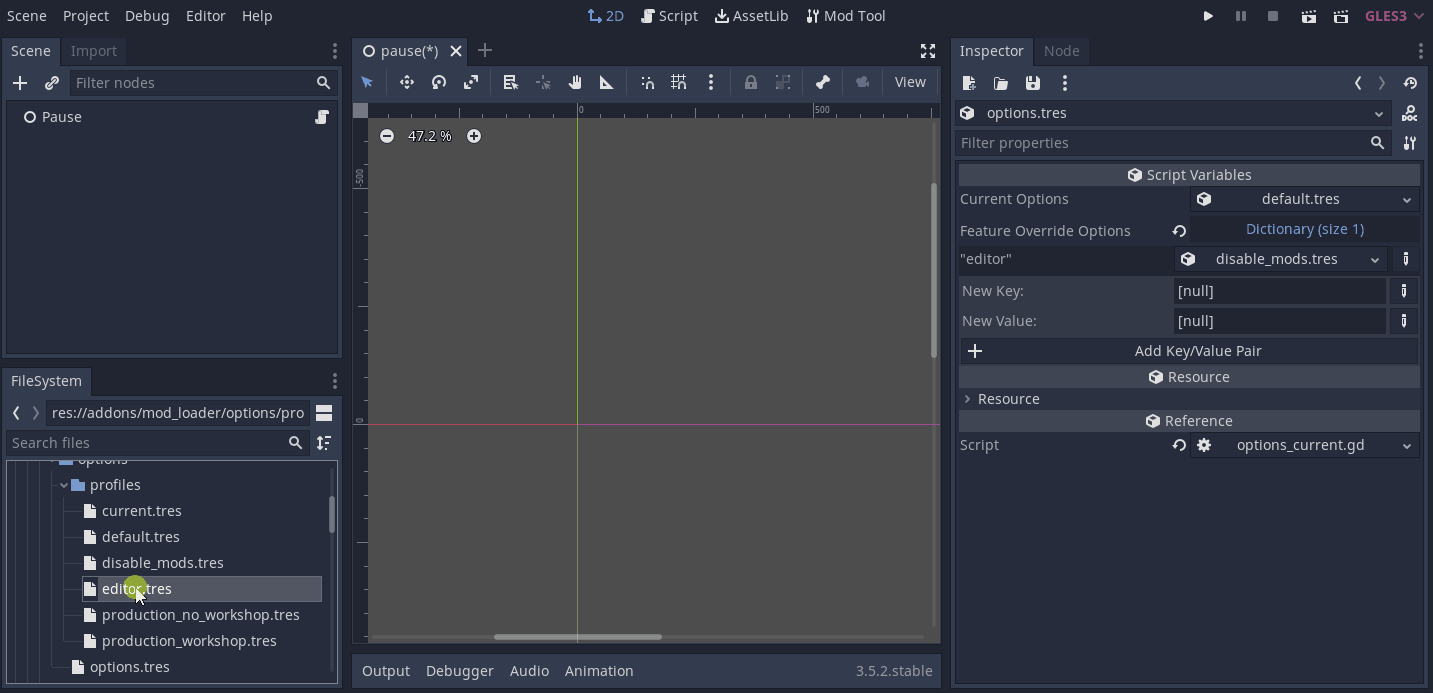 Scene Project Debug Editor Help
2D Script AssetLib Mod Tool
GLES3
Scene Import
Filter nodes
Pause
FileSystem
res://addons/mod_loader/options/pro
Search files
options
profiles
current.tres
default.tres
disable_mods.tres
editor.tres
production_no_workshop.tres
production_workshop.tres
options.tres
pause(*)
View
0 500
47.2 %
-500
0
Output Debugger Audio Animation 3.5.2.stable
Inspector Node
options.tres
Filter properties
Script Variables
Current Options default.tres
Feature Override Options Dictionary (size 1)
"editor" disable_mods.tres
New Key: [null]
New Value: [null]
Add Key/Value Pair
Resource
Resource
Reference
Script options_current.gd